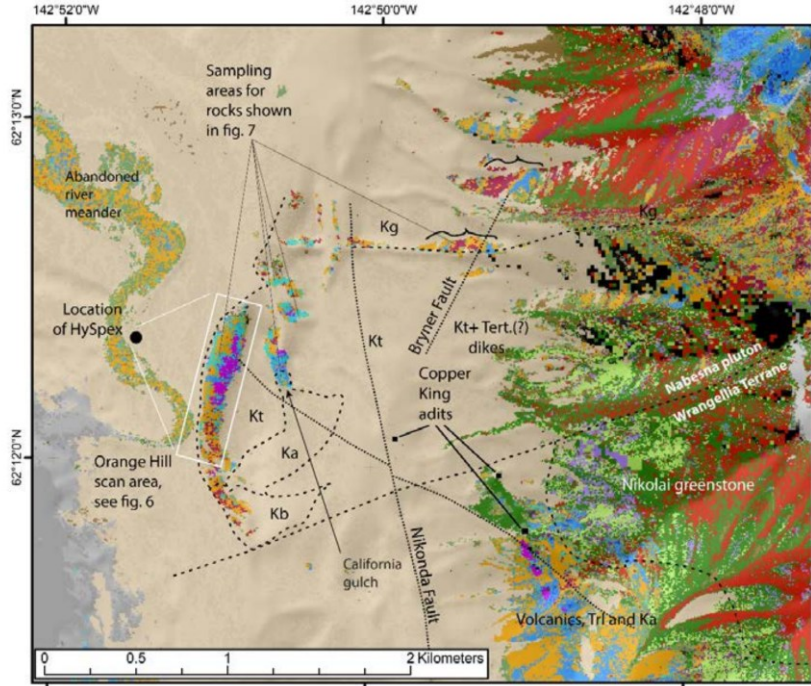 142°52'0"W
142°50'0"W
142°48'0"W
62°13'0"N
62°12'0"N
Sampling
areas for
rocks shown
in fig. 7
Abandoned
river
meander
Kg
Kg
Location
of HySpex
Bryner Fault
Kt
Kt+ Tert.(?)
dikes
Nabesna pluton
Wrangellia Terrane
Copper
King
adits
Kt
Ka
Orange Hill
scan area,
see fig. 6
Nikolai greenstone
Kb
Nikonda Fault
California
gulch
Volcanics, Trl and Ka
0 0.5 1 2 Kilometers